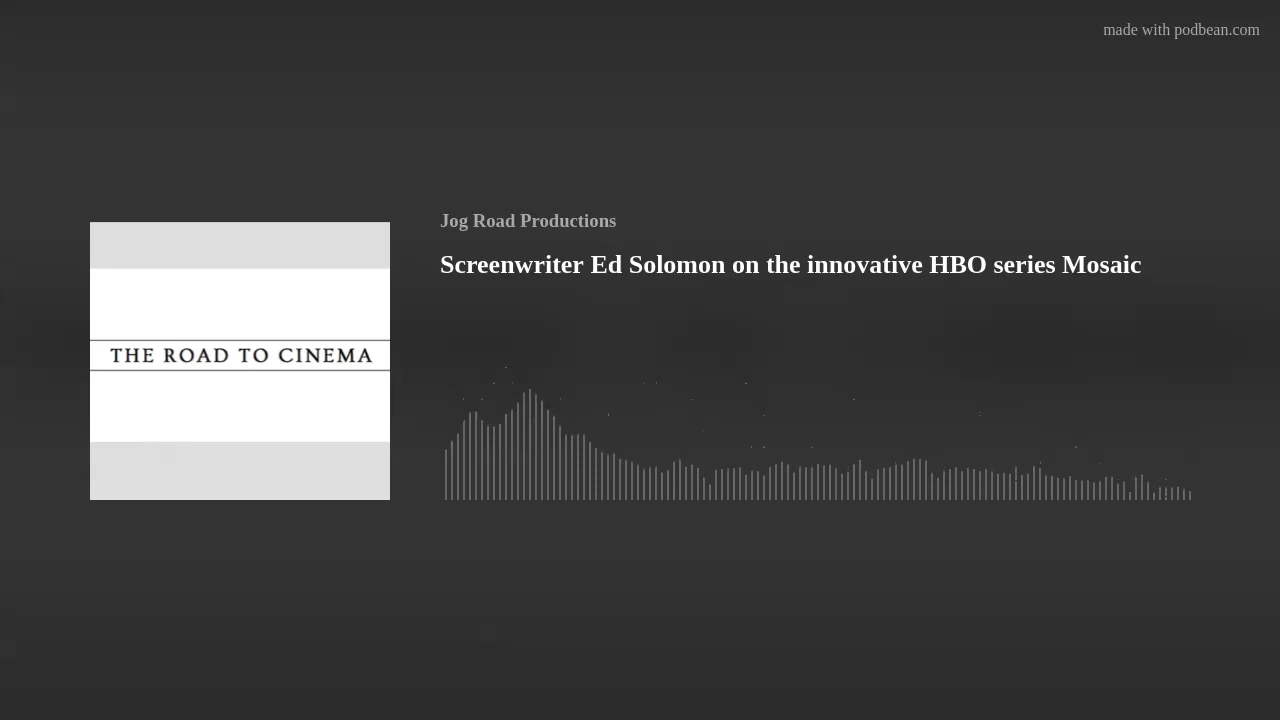 made with podbean.com
Jog Road Productions
Screenwriter Ed Solomon on the innovative HBO series Mosaic
THE ROAD TO CINEMA